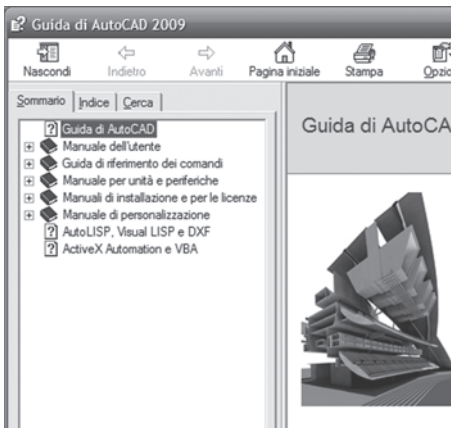 Guida di AutoCAD 2009
Nascondi Indietro Avanti Pagina iniziale Stampa Opzio
Sommario Indice Cerca
Guida di AutoCAD
Manuale dell'utente
Guida di riferimento dei comandi
Manuale per unità e periferiche
Manuali di installazione e per le licenze
Manuale di personalizzazione
AutoLISP, Visual LISP e DXF
ActiveX Automation e VBA
Guida di AutoCA